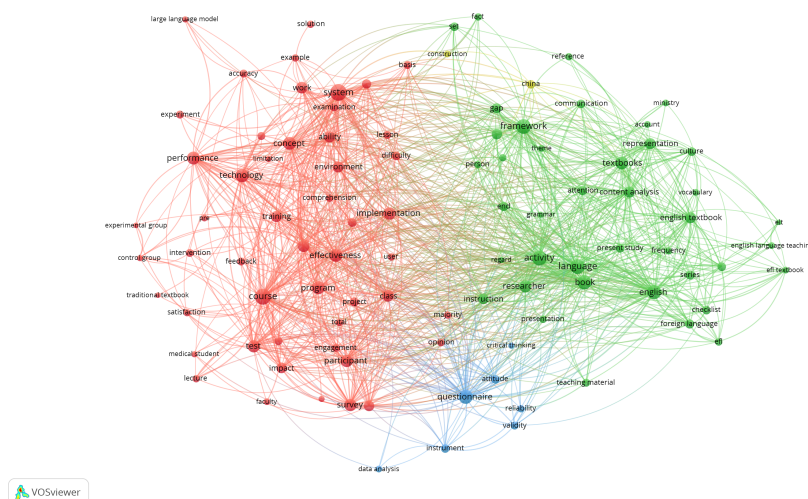 large language model
solution
fact
set
construction
example
basis
reference
accuracy
work
system
china
examination
communication
ministry
experiment
gap
account
framework
ability
lesson
concept
theme
representation
culture
limitation
difficulty
performance
person
textbooks
environment
technology
attention
content analysis
vocabulary
comprehension
end
grammar
training
implementation
english textbook
pre
elt
experimental group
english language teachin
present study
frequency
intervention
effectiveness
user
control group
feedback
regard
activity
language
efl textbook
series
book
researcher
program
course
english
traditional textbook
project
class
instruction
checklist
satisfaction
majority
total
presentation
foreign language
opinion
critical thinking
efl
test
engagement
medical student
participant
impact
attitude
teaching material
lecture
questionnaire
faculty
survey
reliability
validity
instrument
data analysis
VOSviewer